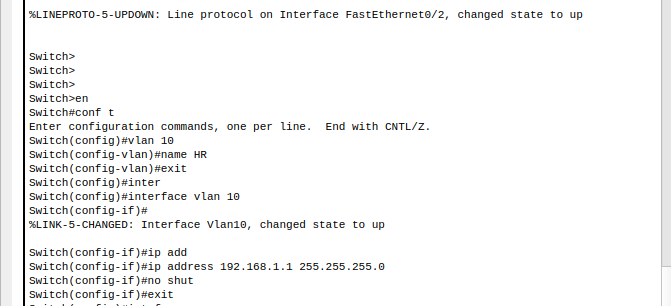 %LINEPROTO-5-UPDOWN: Line protocol on Interface FastEthernet0/2, changed state to up
Switch>
Switch>
Switch>
Switch>en
Switch#conf t
Enter configuration commands, one per line.  End with CNTL/Z.
Switch(config)#vlan 10
Switch(config-vlan)#name HR
Switch(config-vlan)#exit
Switch(config)#inter
Switch(config)#interface vlan 10
Switch(config-if)#
%LINK-5-CHANGED: Interface Vlan10, changed state to up
Switch(config-if)#ip add
Switch(config-if)#ip address 192.168.1.1 255.255.255.0
Switch(config-if)#no shut
Switch(config-if)#exit